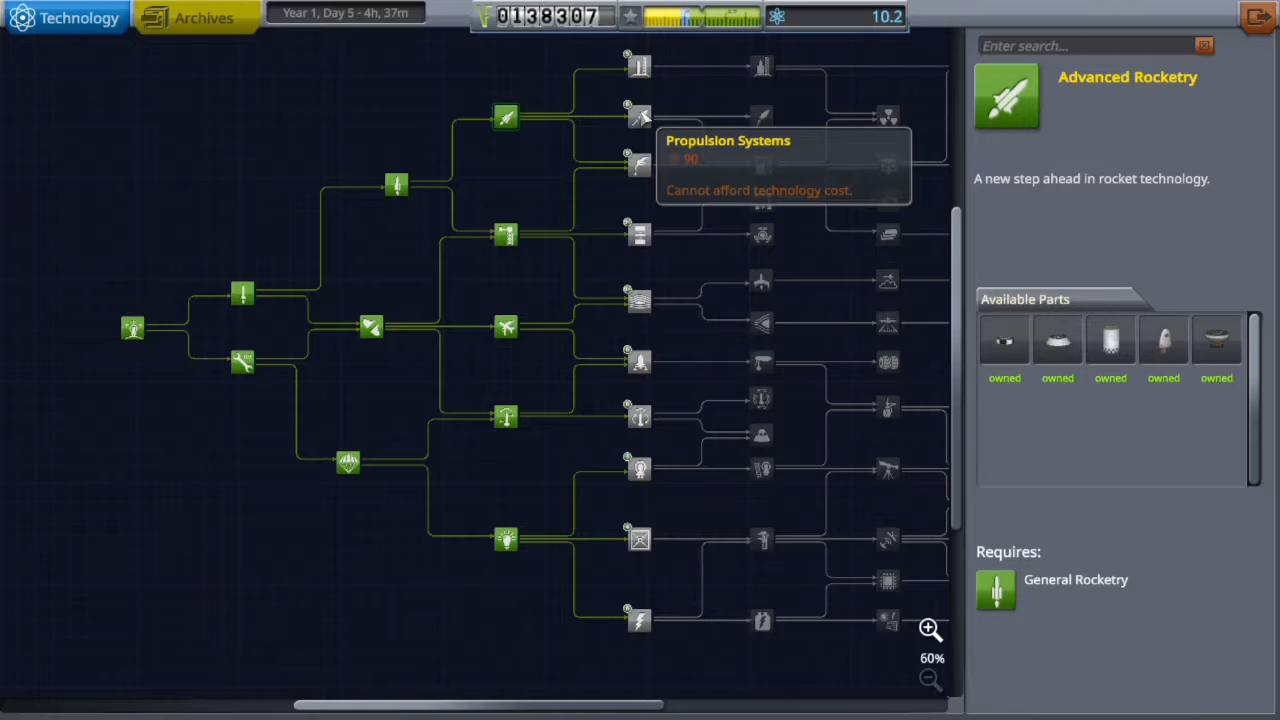 Technology
Archives
Year 1, Day 5 - 4h, 37m
0138307
10.2
Enter search...
Advanced Rocketry
Propulsion Systems
90
Cannot afford technology cost.
A new step ahead in rocket technology.
Available Parts
owned owned owned owned owned
Requires:
General Rocketry
60%